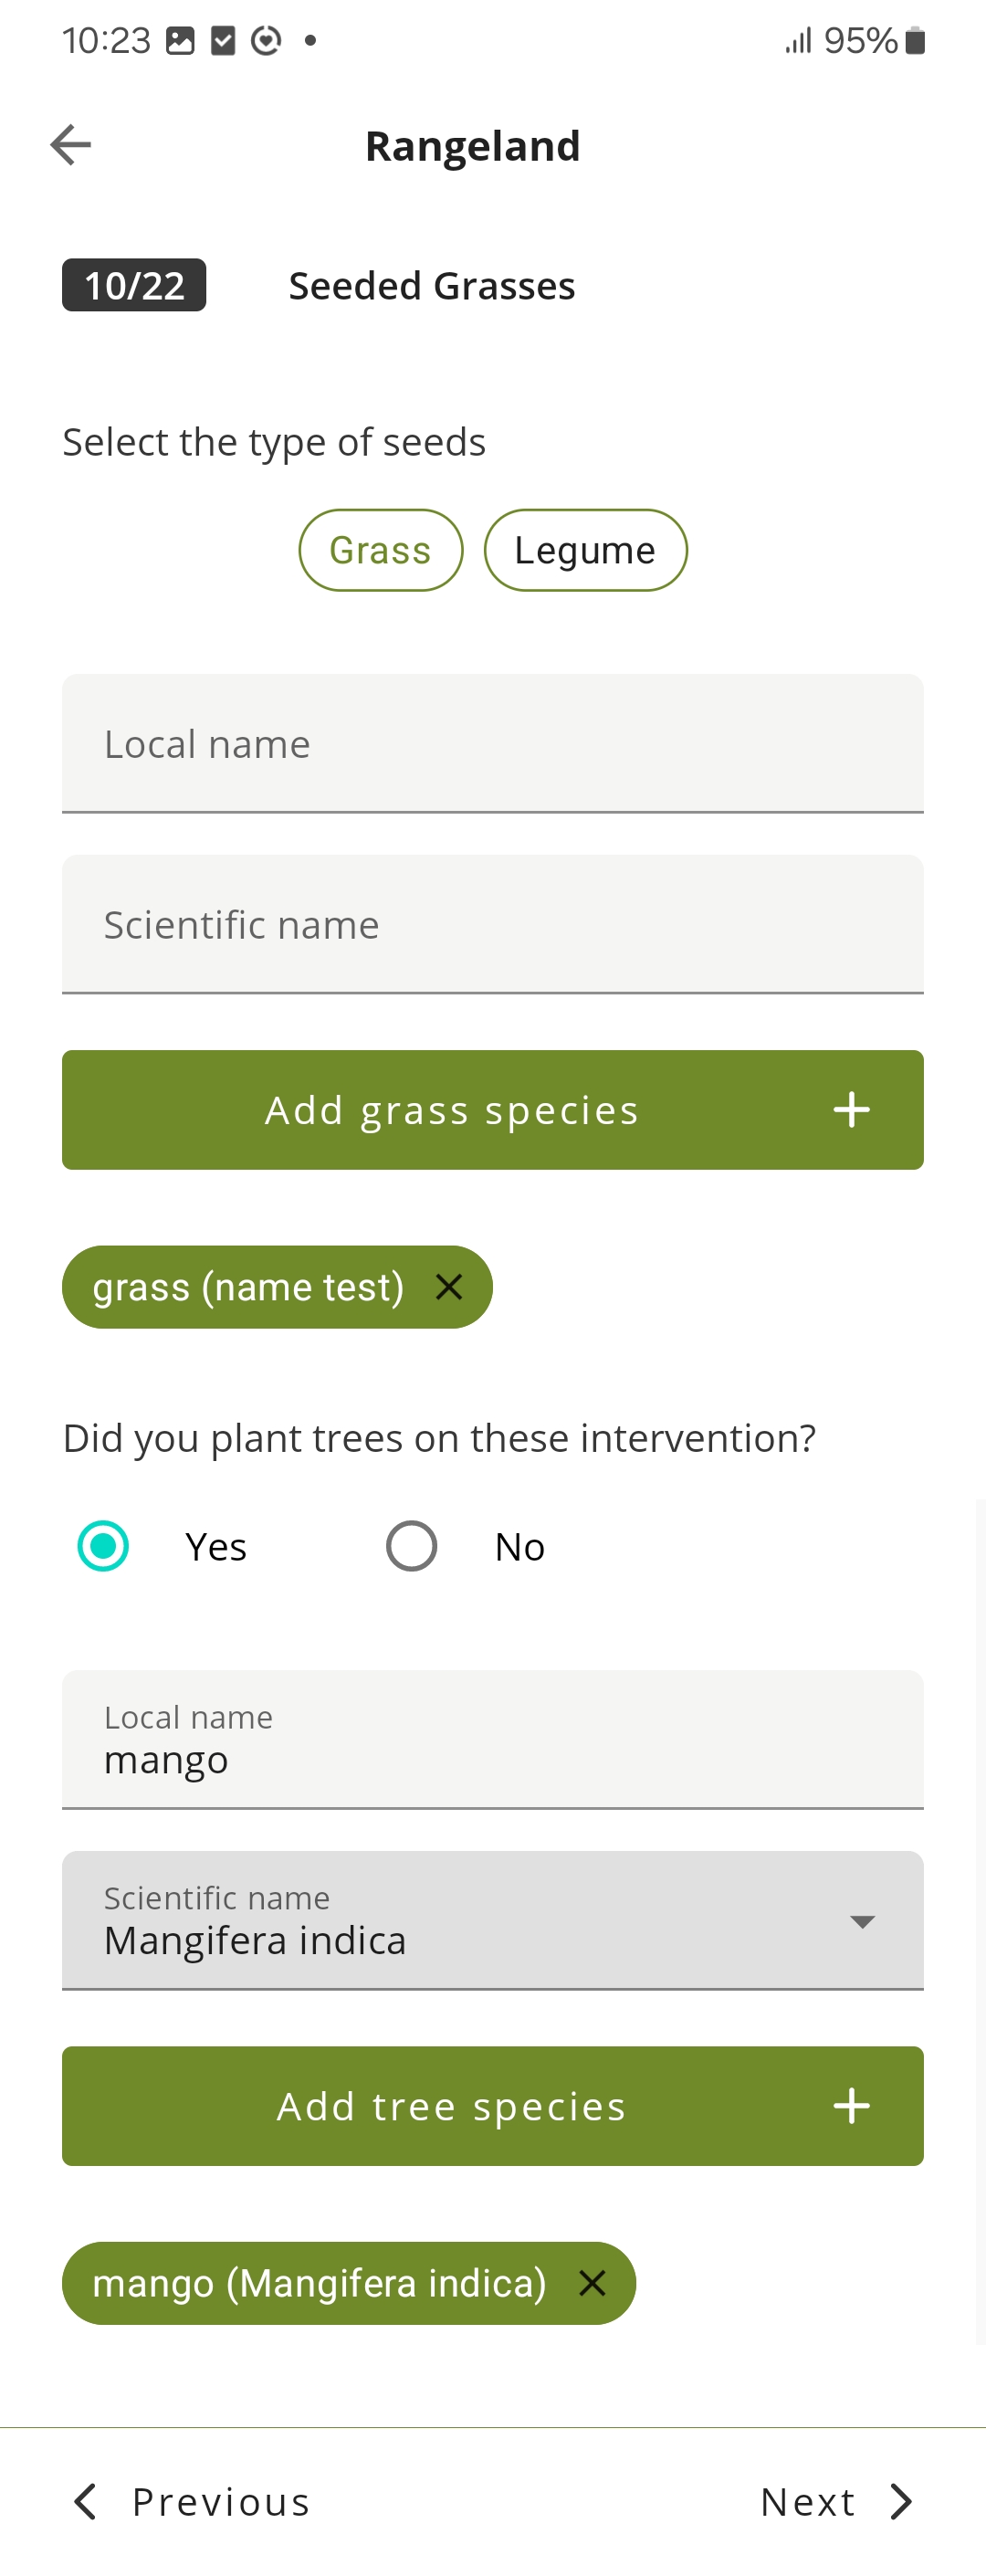 10:23
95%
Rangeland
10/22
Seeded Grasses
Select the type of seeds
Grass
Legume
Local name
Scientific name
Add grass species
grass (name test)
Did you plant trees on these intervention?
Yes
No
Local name
mango
Scientific name
Mangifera indica
Add tree species
mango (Mangifera indica)
Previous
Next